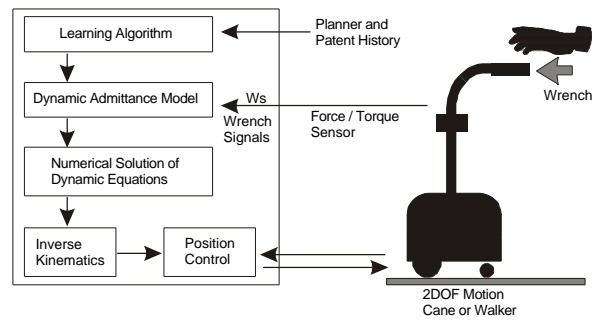 Learning Algorithm
Planner and
Patent History
Dynamic Admittance Model
Ws
Wrench
Signals
Force / Torque
Sensor
Wrench
Numerical Solution of
Dynamic Equations
Inverse
Kinematics
Position
Control
2DOF Motion
Cane or Walker